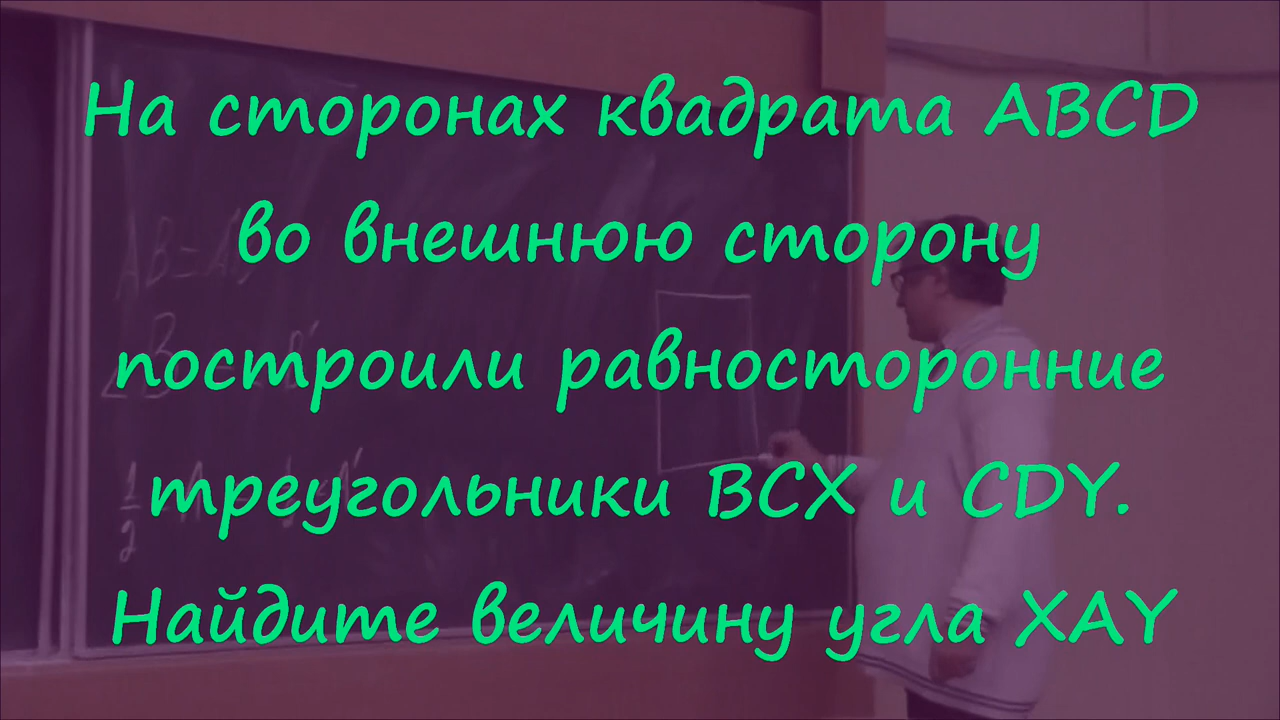 На сторонах квадрата ABCD
во внешнюю сторону
построили равносторонние
треугольники BCX и CDY.
Найдите величину угла XAY